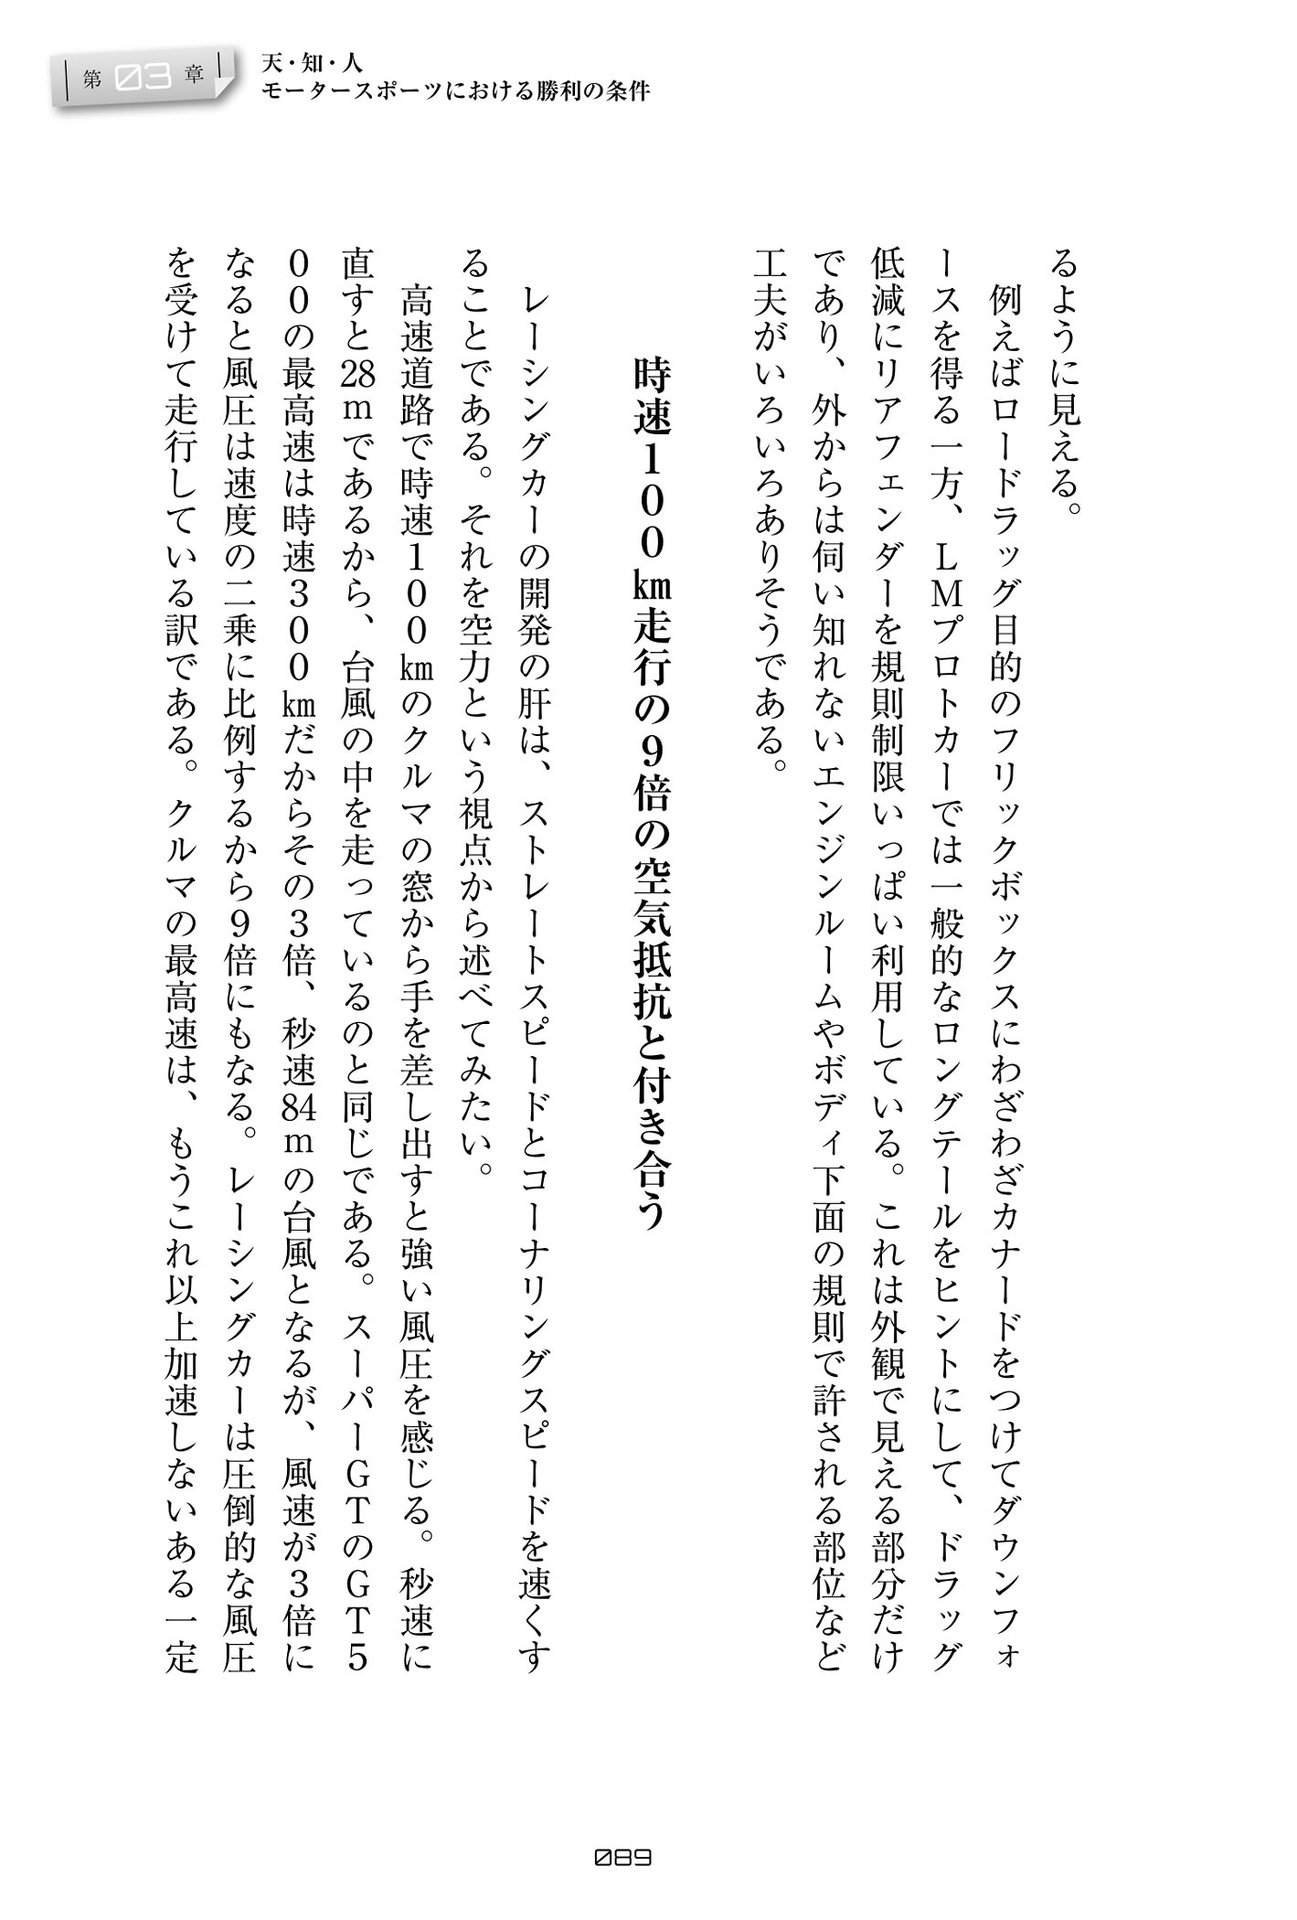 第03章
天・知・人
モータースポーツにおける勝利の条件
るように見える。
例えばロードラッグ目的のフリックボックスにわざわざカナードをつけてダウンフォ
ースを得る一方、LMプロトカーでは一般的なロングテールをヒントにして、ドラッグ
低減にリアフェンダーを規則制限いっぱい利用している。これは外観で見える部分だけ
であり、外からは伺い知れないエンジンルームやボディ下面の規則で許される部位など
工夫がいろいろありそうである。
時速100㎞走行の9倍の空気抵抗と付き合う
レーシングカーの開発の肝は、ストレートスピードとコーナリングスピードを速くす
ることである。それを空力という視点から述べてみたい。
高速道路で時速100㎞のクルマの窓から手を差し出すと強い風圧を感じる。秒速に
直すと28mであるから、台風の中を走っているのと同じである。スーパーGTのGT5
00の最高速は時速300㎞だからその3倍、秒速84mの台風となるが、風速が3倍に
なると風圧は速度の二乗に比例するから9倍にもなる。レーシングカーは圧倒的な風圧
を受けて走行している訳である。クルマの最高速は、もうこれ以上加速しないある一定
089